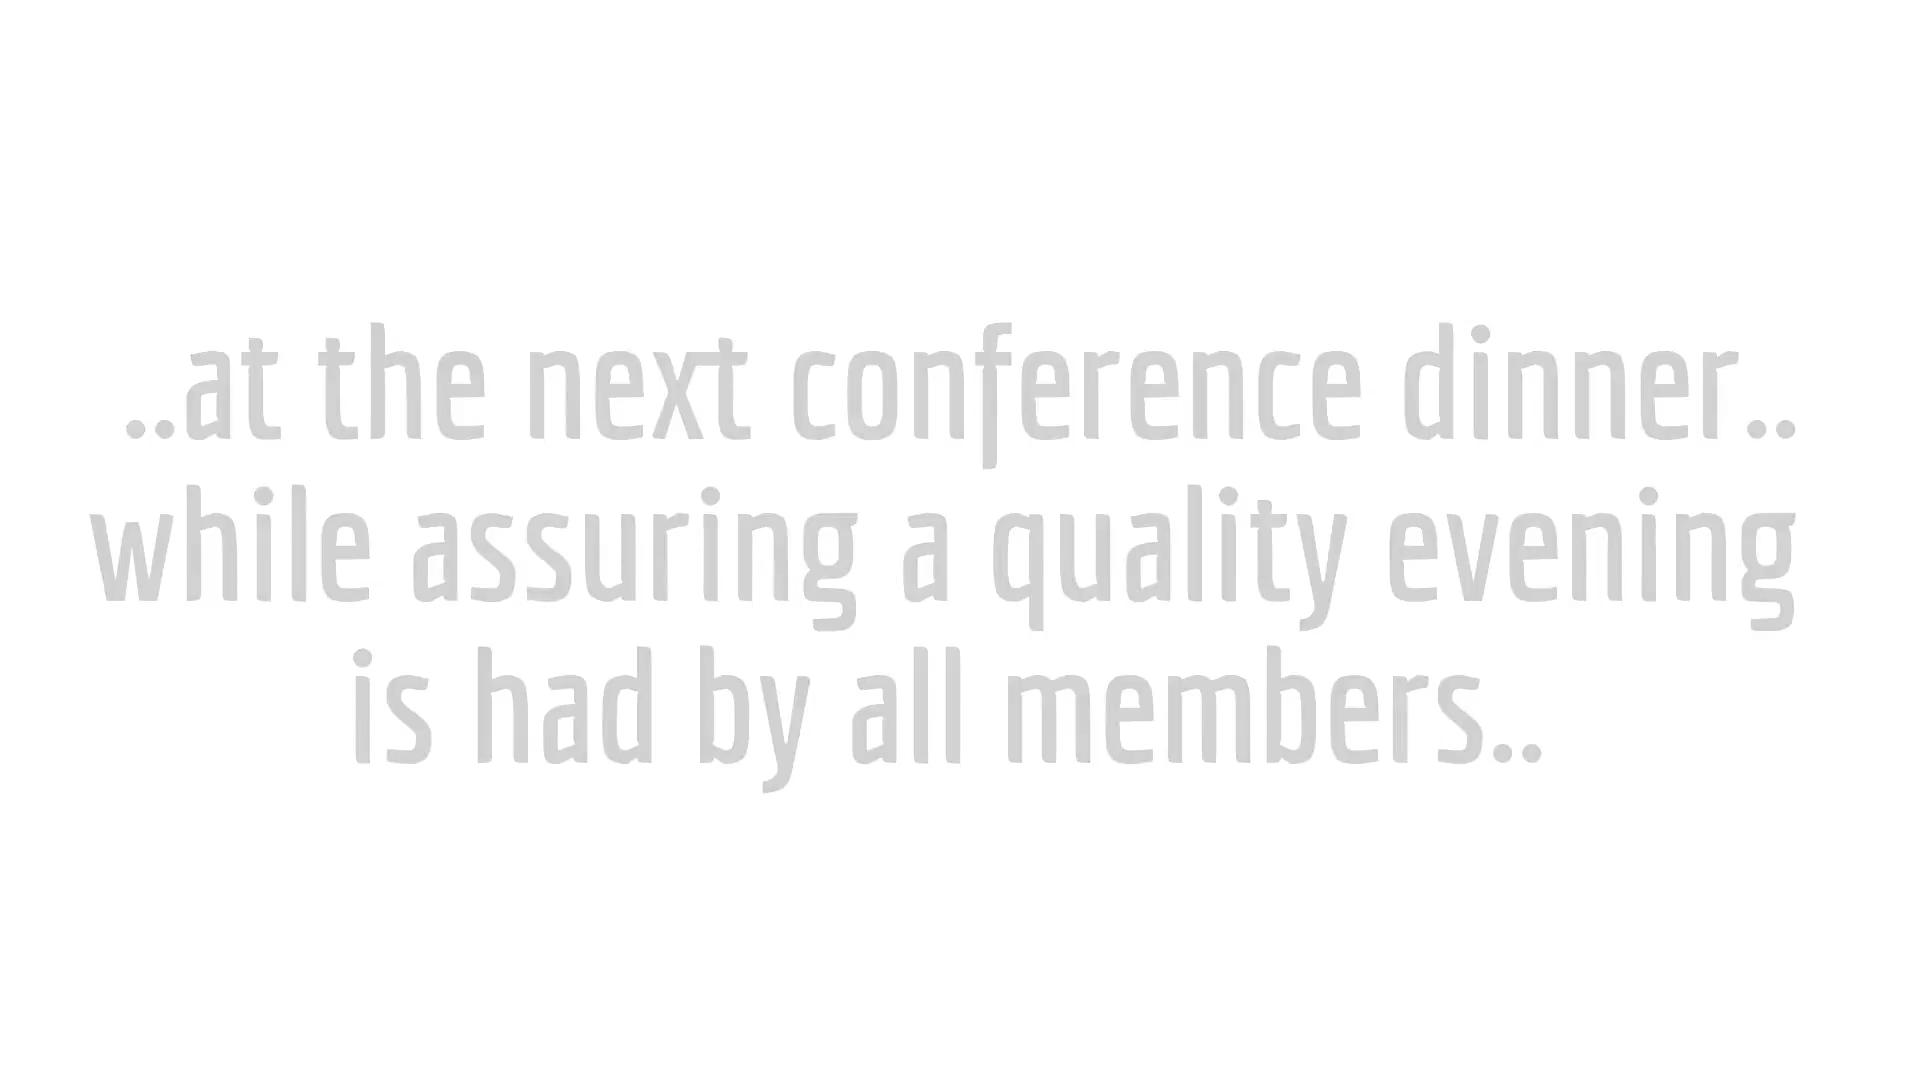 ..at the next conference dinner..
while assuring a quality evening
is had by all members..